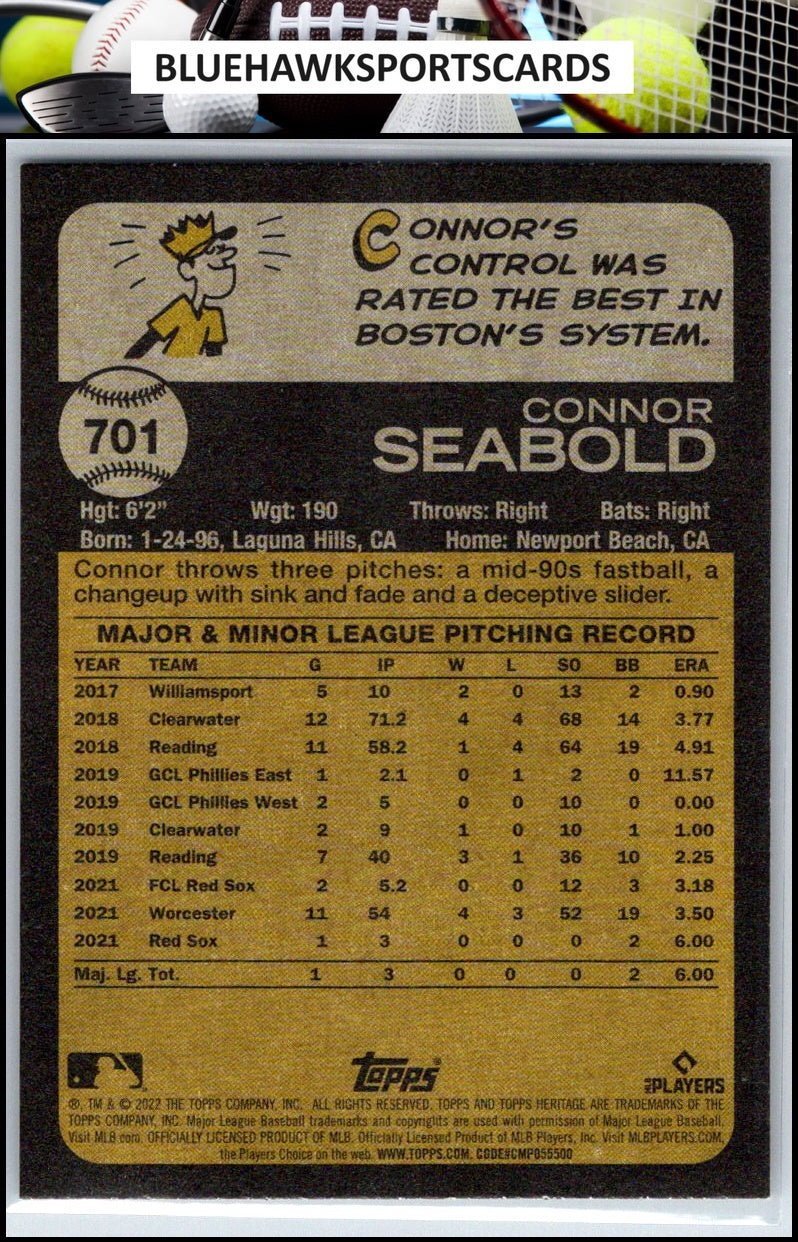 BLUEHAWKSPORTSCARDS
CONNOR'S
CONTROL WAS
RATED THE BEST IN
BOSTON'S SYSTEM.
701
CONNOR
SEABOLD
Hgt: 6'2" Wgt: 190 Throws: Right Bats: Right
Born: 1-24-96, Laguna Hills, CA Home: Newport Beach, CA
Connor throws three pitches: a mid-90s fastball, a
changeup with sink and fade and a deceptive slider.
MAJOR & MINOR LEAGUE PITCHING RECORD
YEAR TEAM G IP W L SO BB ERA
2017 Williamsport 5 10 2 0 13 2 0.90
2018 Clearwater 12 71.2 4 4 68 14 3.77
2018 Reading 11 58.2 1 4 64 19 4.91
2019 GCL Phillies East 1 2.1 0 1 2 0 11.57
2019 GCL Phillies West 2 5 0 0 10 0 0.00
2019 Clearwater 2 9 1 0 10 1 1.00
2019 Reading 7 40 3 1 36 10 2.25
2021 FCL Red Sox 2 5.2 0 0 12 3 3.18
2021 Worcester 11 54 4 3 52 19 3.50
2021 Red Sox 1 3 0 0 0 2 6.00
Maj. Lg. Tot. 1 3 0 0 0 2 6.00
Topps®
MLB PLAYERS
®, TM & © 2022 THE TOPPS COMPANY, INC. ALL RIGHTS RESERVED. TOPPS AND TOPPS HERITAGE ARE TRADEMARKS OF THE
TOPPS COMPANY, INC. Major League Baseball trademarks and copyrights are used with permission of Major League Baseball.
Visit MLB.com. OFFICIALLY LICENSED PRODUCT OF MLB. Officially Licensed Product of MLB Players, Inc. Visit MLBPLAYERS.COM,
the Players Choice on the web. WWW.TOPPS.COM. CODE#CMP055500